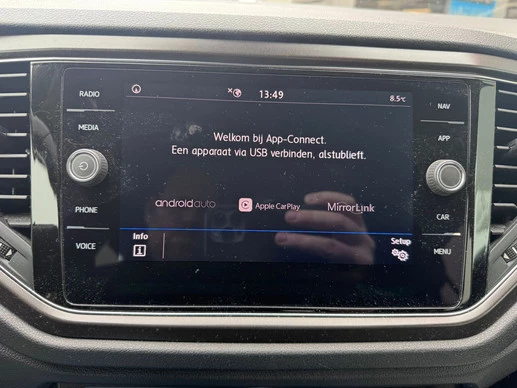 RADIO
MEDIA
PHONE
VOICE
13:49
8.5°C
Welkom bij App-Connect.
Een apparaat via USB verbinden, alstublieft.
androidauto
Apple CarPlay
MirrorLink
Info
Setup
NAV
APP
CAR
MENU